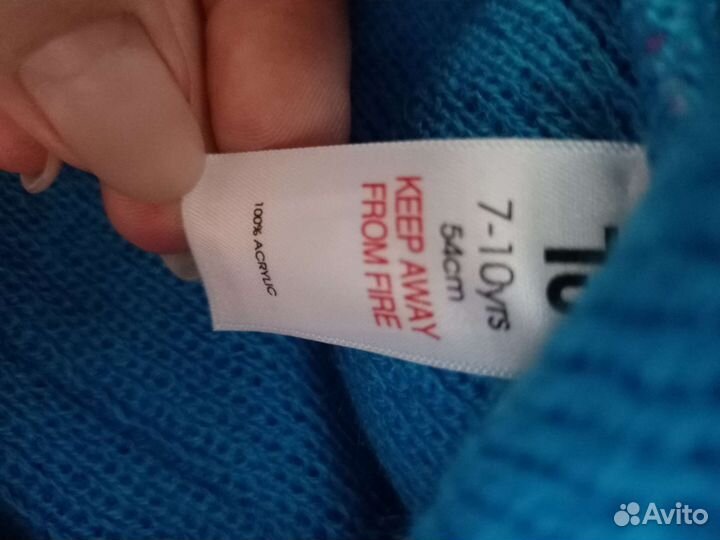 7-10yrs
54cm
KEEP AWAY
FROM FIRE
100% ACRYLIC
Avito